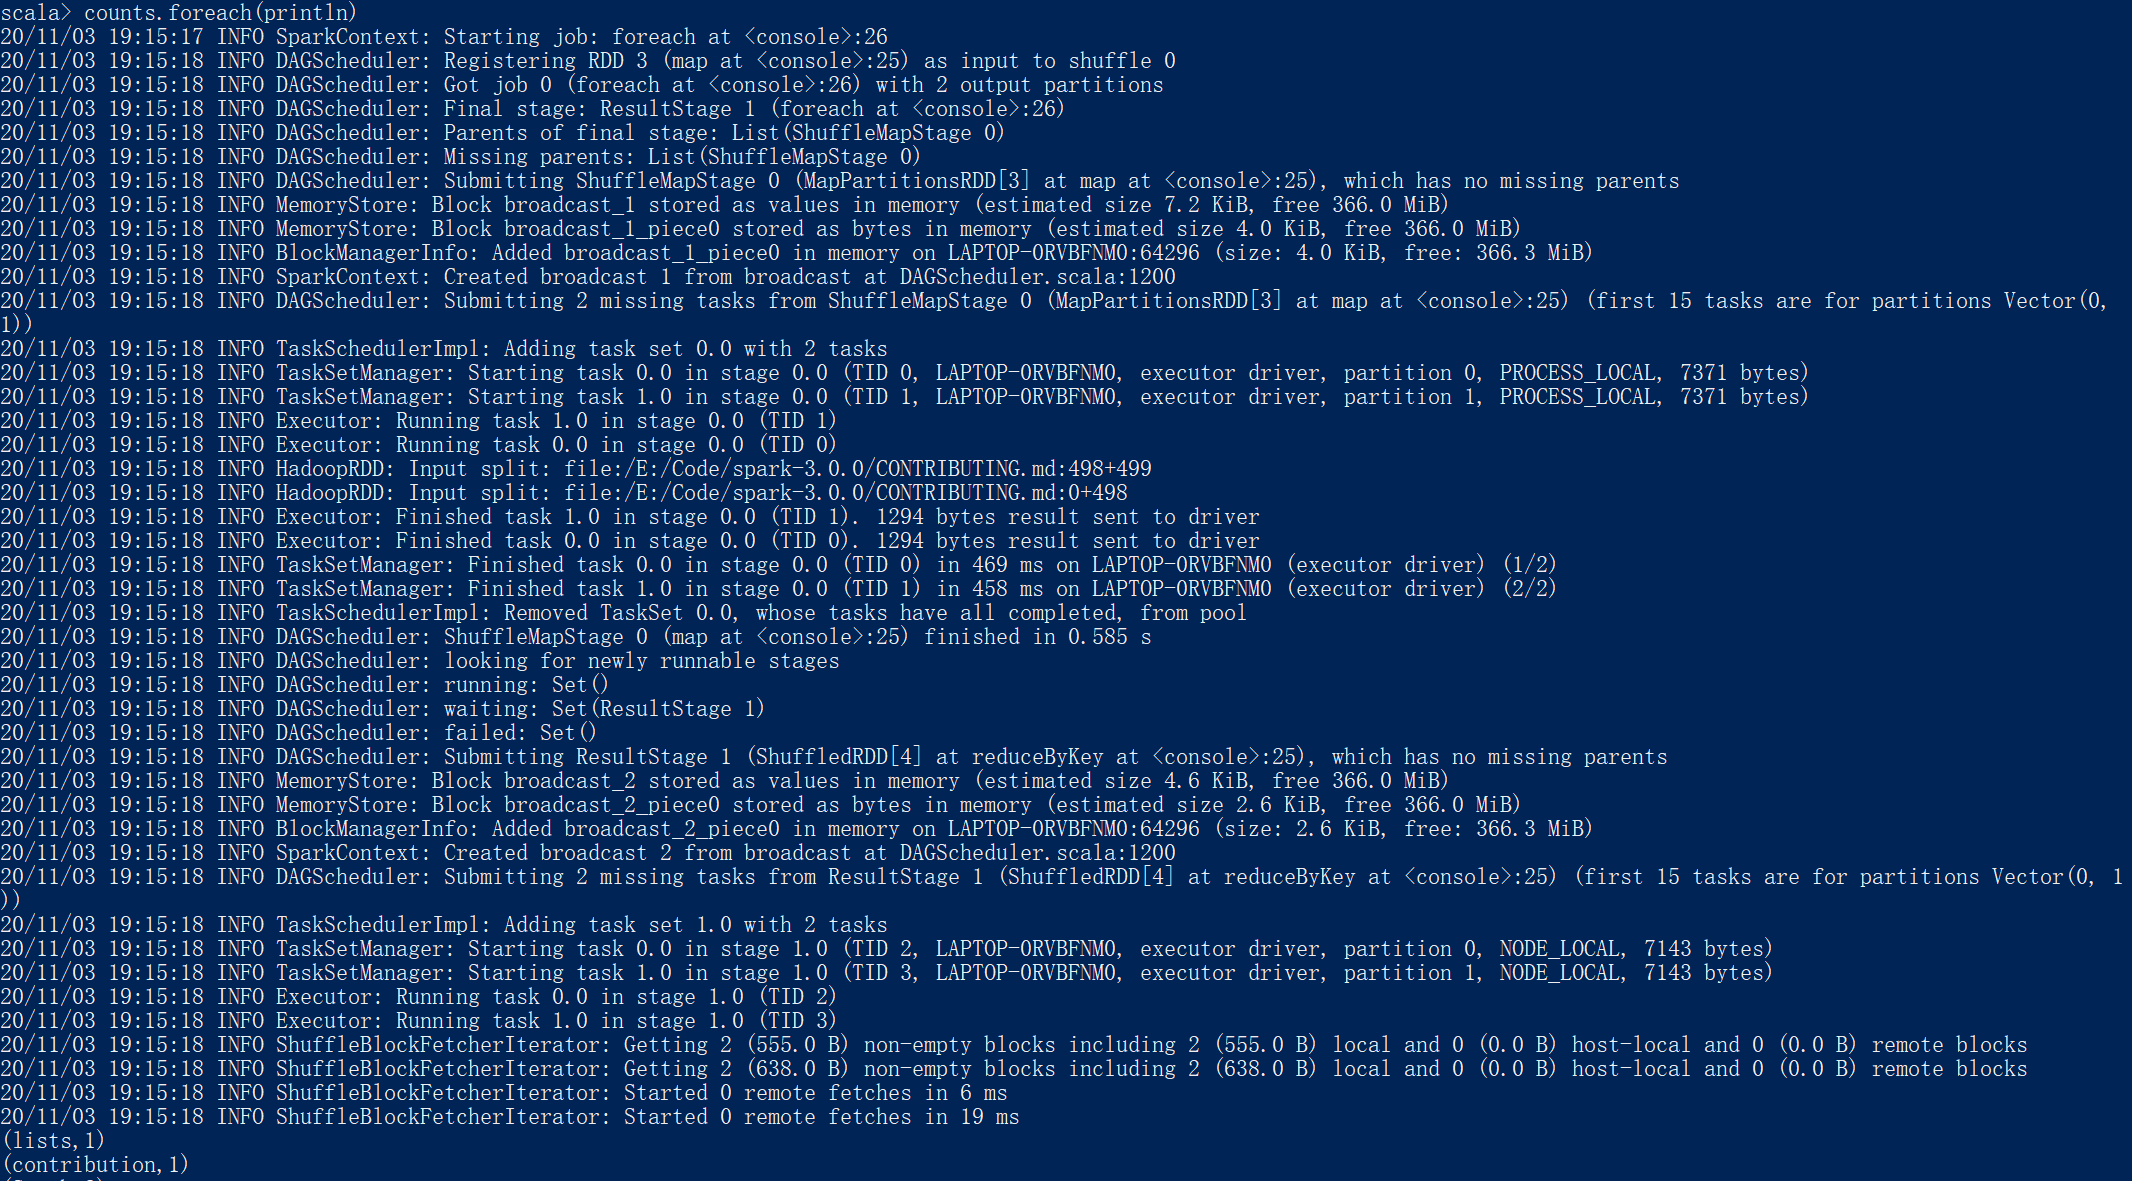 scala> counts.foreach(println)
20/11/03 19:15:17 INFO SparkContext: Starting job: foreach at <console>:26
20/11/03 19:15:18 INFO DAGScheduler: Registering RDD 3 (map at <console>:25) as input to shuffle 0
20/11/03 19:15:18 INFO DAGScheduler: Got job 0 (foreach at <console>:26) with 2 output partitions
20/11/03 19:15:18 INFO DAGScheduler: Final stage: ResultStage 1 (foreach at <console>:26)
20/11/03 19:15:18 INFO DAGScheduler: Parents of final stage: List(ShuffleMapStage 0)
20/11/03 19:15:18 INFO DAGScheduler: Missing parents: List(ShuffleMapStage 0)
20/11/03 19:15:18 INFO DAGScheduler: Submitting ShuffleMapStage 0 (MapPartitionsRDD[3] at map at <console>:25), which has no missing parents
20/11/03 19:15:18 INFO MemoryStore: Block broadcast_1 stored as values in memory (estimated size 7.2 KiB, free 366.0 MiB)
20/11/03 19:15:18 INFO MemoryStore: Block broadcast_1_piece0 stored as bytes in memory (estimated size 4.0 KiB, free 366.0 MiB)
20/11/03 19:15:18 INFO BlockManagerInfo: Added broadcast_1_piece0 in memory on LAPTOP-0RVBFNM0:64296 (size: 4.0 KiB, free: 366.3 MiB)
20/11/03 19:15:18 INFO SparkContext: Created broadcast 1 from broadcast at DAGScheduler.scala:1200
20/11/03 19:15:18 INFO DAGScheduler: Submitting 2 missing tasks from ShuffleMapStage 0 (MapPartitionsRDD[3] at map at <console>:25) (first 15 tasks are for partitions Vector(0,
1))
20/11/03 19:15:18 INFO TaskSchedulerImpl: Adding task set 0.0 with 2 tasks
20/11/03 19:15:18 INFO TaskSetManager: Starting task 0.0 in stage 0.0 (TID 0, LAPTOP-0RVBFNM0, executor driver, partition 0, PROCESS_LOCAL, 7371 bytes)
20/11/03 19:15:18 INFO TaskSetManager: Starting task 1.0 in stage 0.0 (TID 1, LAPTOP-0RVBFNM0, executor driver, partition 1, PROCESS_LOCAL, 7371 bytes)
20/11/03 19:15:18 INFO Executor: Running task 1.0 in stage 0.0 (TID 1)
20/11/03 19:15:18 INFO Executor: Running task 0.0 in stage 0.0 (TID 0)
20/11/03 19:15:18 INFO HadoopRDD: Input split: file:/E:/Code/spark-3.0.0/CONTRIBUTING.md:498+499
20/11/03 19:15:18 INFO HadoopRDD: Input split: file:/E:/Code/spark-3.0.0/CONTRIBUTING.md:0+498
20/11/03 19:15:18 INFO Executor: Finished task 1.0 in stage 0.0 (TID 1). 1294 bytes result sent to driver
20/11/03 19:15:18 INFO Executor: Finished task 0.0 in stage 0.0 (TID 0). 1294 bytes result sent to driver
20/11/03 19:15:18 INFO TaskSetManager: Finished task 0.0 in stage 0.0 (TID 0) in 469 ms on LAPTOP-0RVBFNM0 (executor driver) (1/2)
20/11/03 19:15:18 INFO TaskSetManager: Finished task 1.0 in stage 0.0 (TID 1) in 458 ms on LAPTOP-0RVBFNM0 (executor driver) (2/2)
20/11/03 19:15:18 INFO TaskSchedulerImpl: Removed TaskSet 0.0, whose tasks have all completed, from pool
20/11/03 19:15:18 INFO DAGScheduler: ShuffleMapStage 0 (map at <console>:25) finished in 0.585 s
20/11/03 19:15:18 INFO DAGScheduler: looking for newly runnable stages
20/11/03 19:15:18 INFO DAGScheduler: running: Set()
20/11/03 19:15:18 INFO DAGScheduler: waiting: Set(ResultStage 1)
20/11/03 19:15:18 INFO DAGScheduler: failed: Set()
20/11/03 19:15:18 INFO DAGScheduler: Submitting ResultStage 1 (ShuffledRDD[4] at reduceByKey at <console>:25), which has no missing parents
20/11/03 19:15:18 INFO MemoryStore: Block broadcast_2 stored as values in memory (estimated size 4.6 KiB, free 366.0 MiB)
20/11/03 19:15:18 INFO MemoryStore: Block broadcast_2_piece0 stored as bytes in memory (estimated size 2.6 KiB, free 366.0 MiB)
20/11/03 19:15:18 INFO BlockManagerInfo: Added broadcast_2_piece0 in memory on LAPTOP-0RVBFNM0:64296 (size: 2.6 KiB, free: 366.3 MiB)
20/11/03 19:15:18 INFO SparkContext: Created broadcast 2 from broadcast at DAGScheduler.scala:1200
20/11/03 19:15:18 INFO DAGScheduler: Submitting 2 missing tasks from ResultStage 1 (ShuffledRDD[4] at reduceByKey at <console>:25) (first 15 tasks are for partitions Vector(0, 1
))
20/11/03 19:15:18 INFO TaskSchedulerImpl: Adding task set 1.0 with 2 tasks
20/11/03 19:15:18 INFO TaskSetManager: Starting task 0.0 in stage 1.0 (TID 2, LAPTOP-0RVBFNM0, executor driver, partition 0, NODE_LOCAL, 7143 bytes)
20/11/03 19:15:18 INFO TaskSetManager: Starting task 1.0 in stage 1.0 (TID 3, LAPTOP-0RVBFNM0, executor driver, partition 1, NODE_LOCAL, 7143 bytes)
20/11/03 19:15:18 INFO Executor: Running task 0.0 in stage 1.0 (TID 2)
20/11/03 19:15:18 INFO Executor: Running task 1.0 in stage 1.0 (TID 3)
20/11/03 19:15:18 INFO ShuffleBlockFetcherIterator: Getting 2 (555.0 B) non-empty blocks including 2 (555.0 B) local and 0 (0.0 B) host-local and 0 (0.0 B) remote blocks
20/11/03 19:15:18 INFO ShuffleBlockFetcherIterator: Getting 2 (638.0 B) non-empty blocks including 2 (638.0 B) local and 0 (0.0 B) host-local and 0 (0.0 B) remote blocks
20/11/03 19:15:18 INFO ShuffleBlockFetcherIterator: Started 0 remote fetches in 6 ms
20/11/03 19:15:18 INFO ShuffleBlockFetcherIterator: Started 0 remote fetches in 19 ms
(lists,1)
(contribution,1)